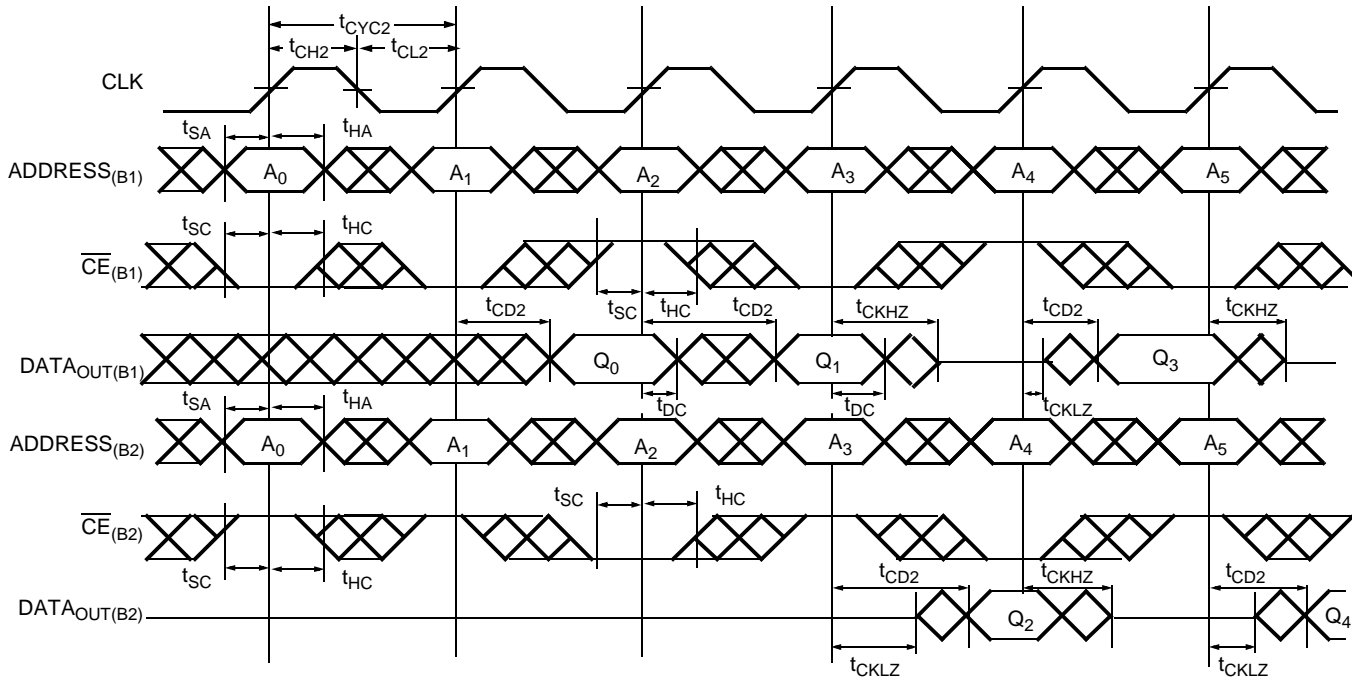 tCYC2
tCH2 tCL2
CLK
tSA tHA
ADDRESS(B1) A0 A1 A2 A3 A4 A5
tSC tHC
CE(B1)
tCD2 tSC tHC tCD2 tCKHZ tCD2 tCKHZ
DATAOUT(B1) Q0 Q1 Q3
tSA tHA tDC tDC tCKLZ
ADDRESS(B2) A0 A1 A2 A3 A4 A5
tSC tHC
CE(B2)
tSC tHC tCD2 tCKHZ tCD2
DATAOUT(B2) Q2 Q4
tCKLZ tCKLZ